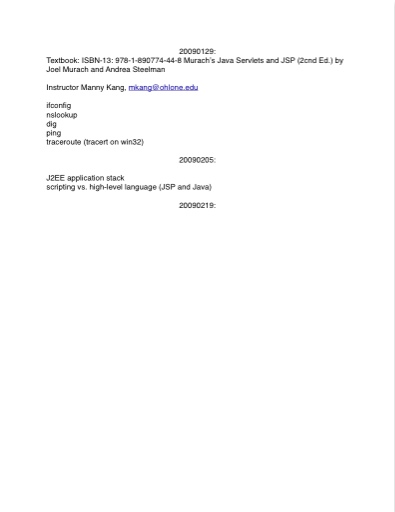 20090129:
Textbook: ISBN-13: 978-1-890774-44-8 Murach's Java Servlets and JSP (2cnd Ed.) by
Joel Murach and Andrea Steelman
Instructor Manny Kang, mkang@ohlone.edu
ifconfig
nslookup
dig
ping
traceroute (tracert on win32)
20090205:
J2EE application stack
scripting vs. high-level language (JSP and Java)
20090219: